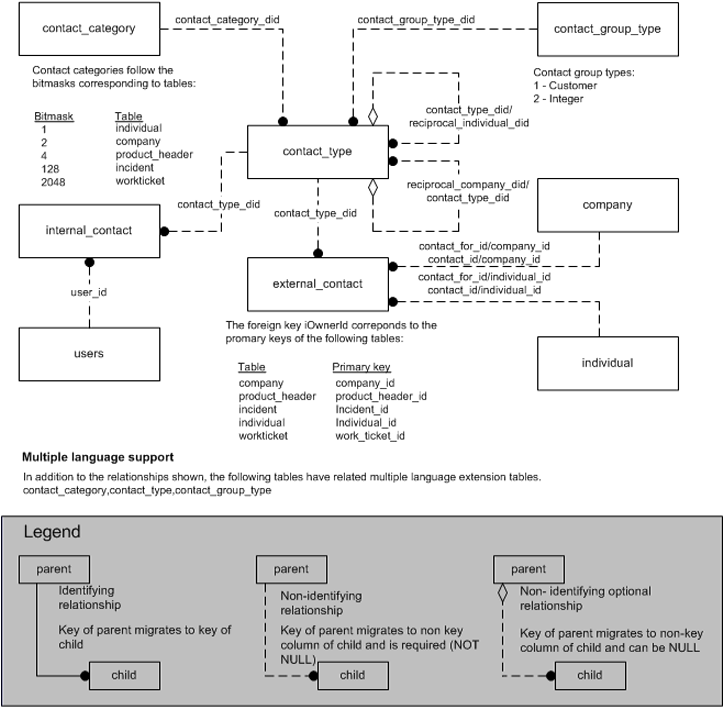 contact_category
contact_category_did
contact_group_type_did
contact_group_type
Contact categories follow the
bitmasks corresponding to tables:
Contact group types:
1 - Customer
2 - Integer
Bitmask Table
1 individual
2 company
4 product_header
128 incident
2048 workticket
contact_type_did/
reciprocal_individual_did
contact_type
reciprocal_company_did/
contact_type_did
contact_type_did
contact_type_did
company
internal_contact
contact_for_id/company_id
contact_id/company_id
contact_for_id/individual_id
contact_id/individual_id
external_contact
user_id
The foreign key iOwnerId correponds to the
promary keys of the following tables:
users
individual
Table Primary key
company company_id
product_header product_header_id
incident Incident_id
individual Individual_id
workticket work_ticket_id
Multiple language support
In addition to the relationships shown, the following tables have related multiple language extension tables.
contact_category,contact_type,contact_group_type
Legend
parent
Identifying
relationship
Key of parent migrates to key of
child
child
parent
Non-identifying
relationship
Key of parent migrates to non key
column of child and is required (NOT
NULL)
child
parent
Non- identifying optional
relationship
Key of parent migrates to non-key
column of child and can be NULL
child